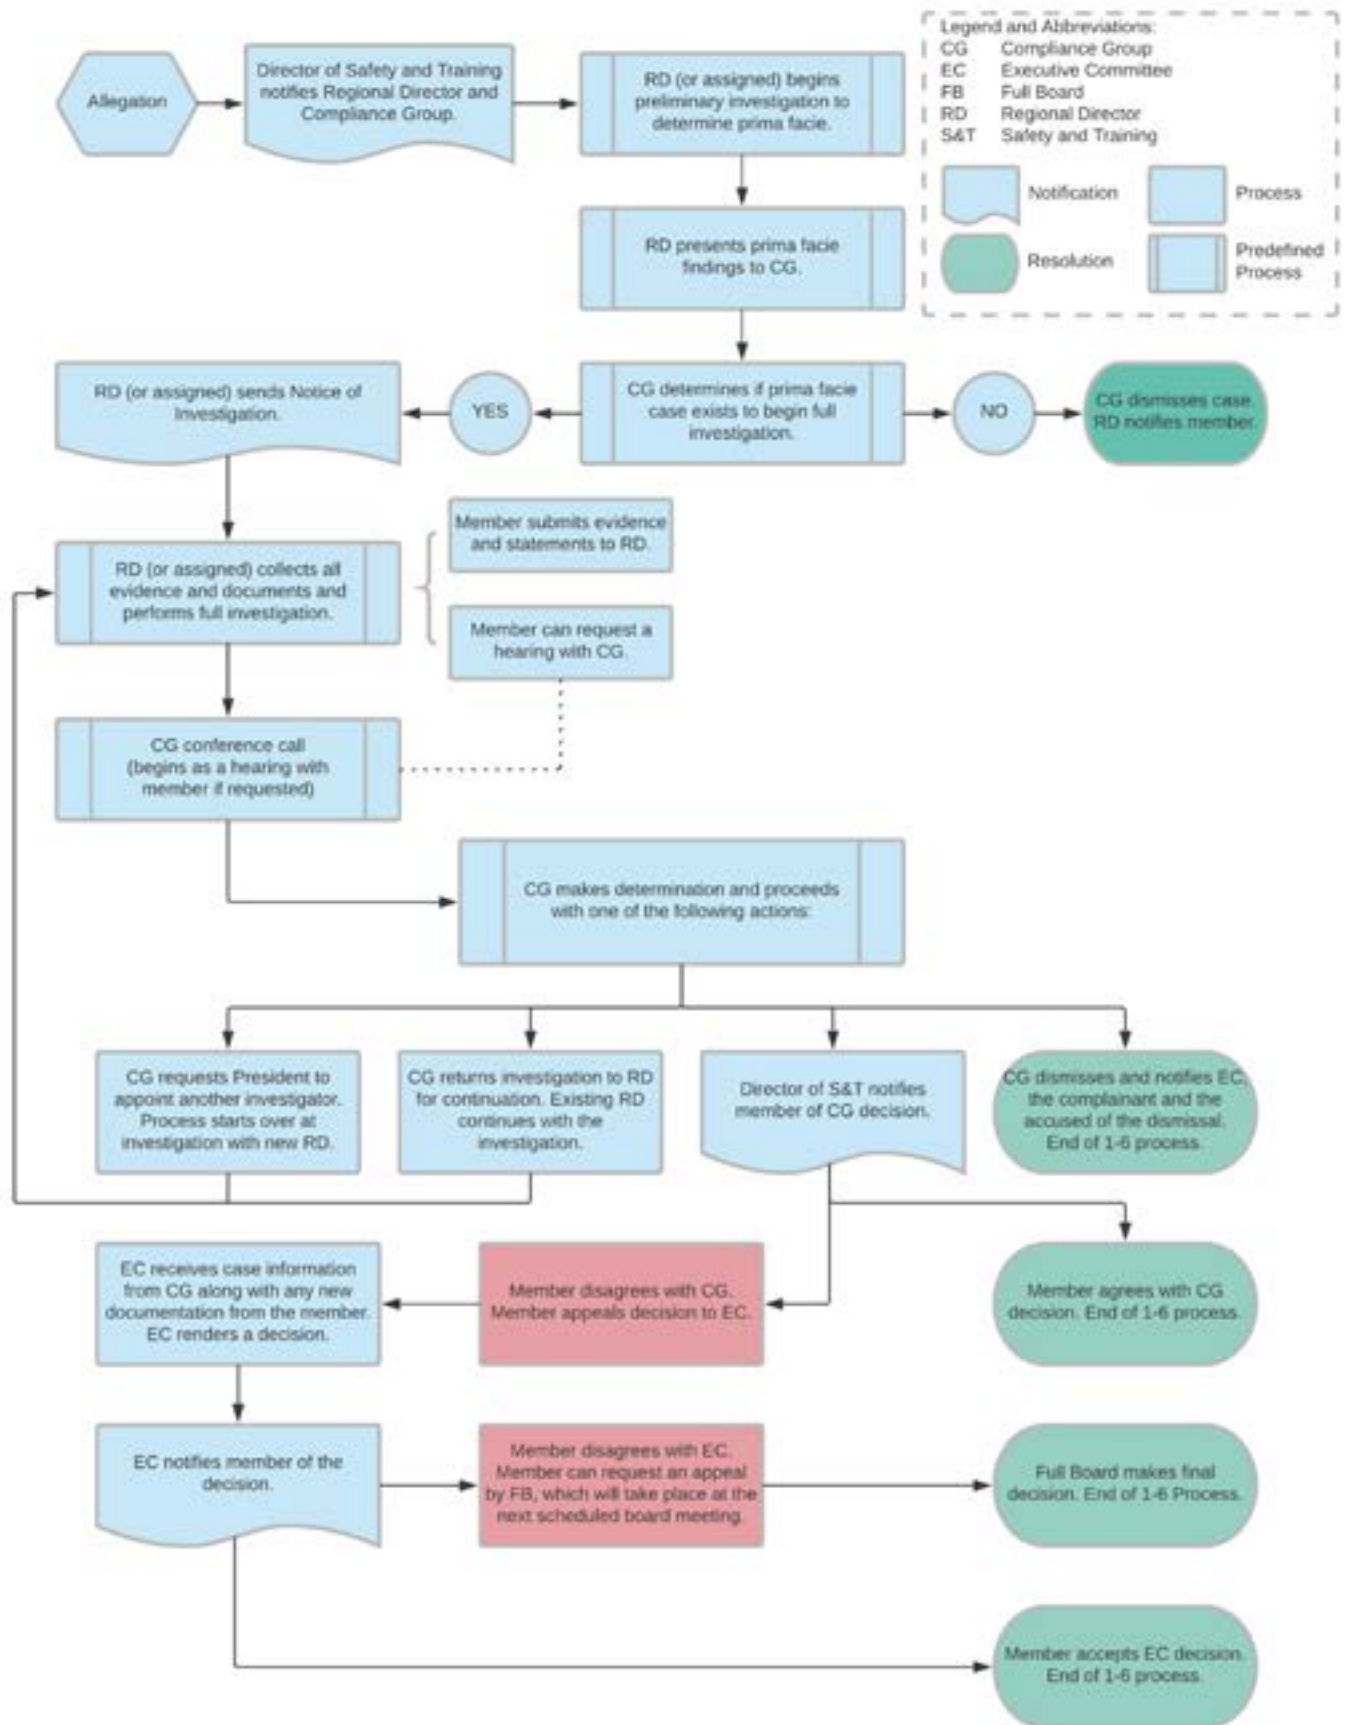 Allegation
Director of Safety and Training
notifies Regional Director and
Compliance Group.
RD (or assigned) begins
preliminary investigation to
determine prima facie.
Legend and Abbreviations:
CG Compliance Group
EC Executive Committee
FB Full Board
RD Regional Director
S&T Safety and Training
Notification
Process
Resolution
Predefined
Process
RD presents prima facie
findings to CG.
RD (or assigned) sends Notice of
Investigation.
YES
CG determines if prima facie
case exists to begin full
investigation.
NO
CG dismisses case.
RD notifies member.
Member submits evidence
and statements to RD.
RD (or assigned) collects all
evidence and documents and
performs full investigation.
Member can request a
hearing with CG.
CG conference call
(begins as a hearing with
member if requested)
CG makes determination and proceeds
with one of the following actions:
CG requests President to
appoint another investigator.
Process starts over at
investigation with new RD.
CG returns investigation to RD
for continuation. Existing RD
continues with the
investigation.
Director of S&T notifies
member of CG decision.
CG dismisses and notifies EC,
the complainant and the
accused of the dismissal.
End of 1-6 process.
EC receives case information
from CG along with any new
documentation from the member.
EC renders a decision.
Member disagrees with CG.
Member appeals decision to EC.
Member agrees with CG
decision. End of 1-6 process.
EC notifies member of the
decision.
Member disagrees with EC.
Member can request an appeal
by FB, which will take place at the
next scheduled board meeting.
Full Board makes final
decision. End of 1-6 Process.
Member accepts EC decision.
End of 1-6 process.